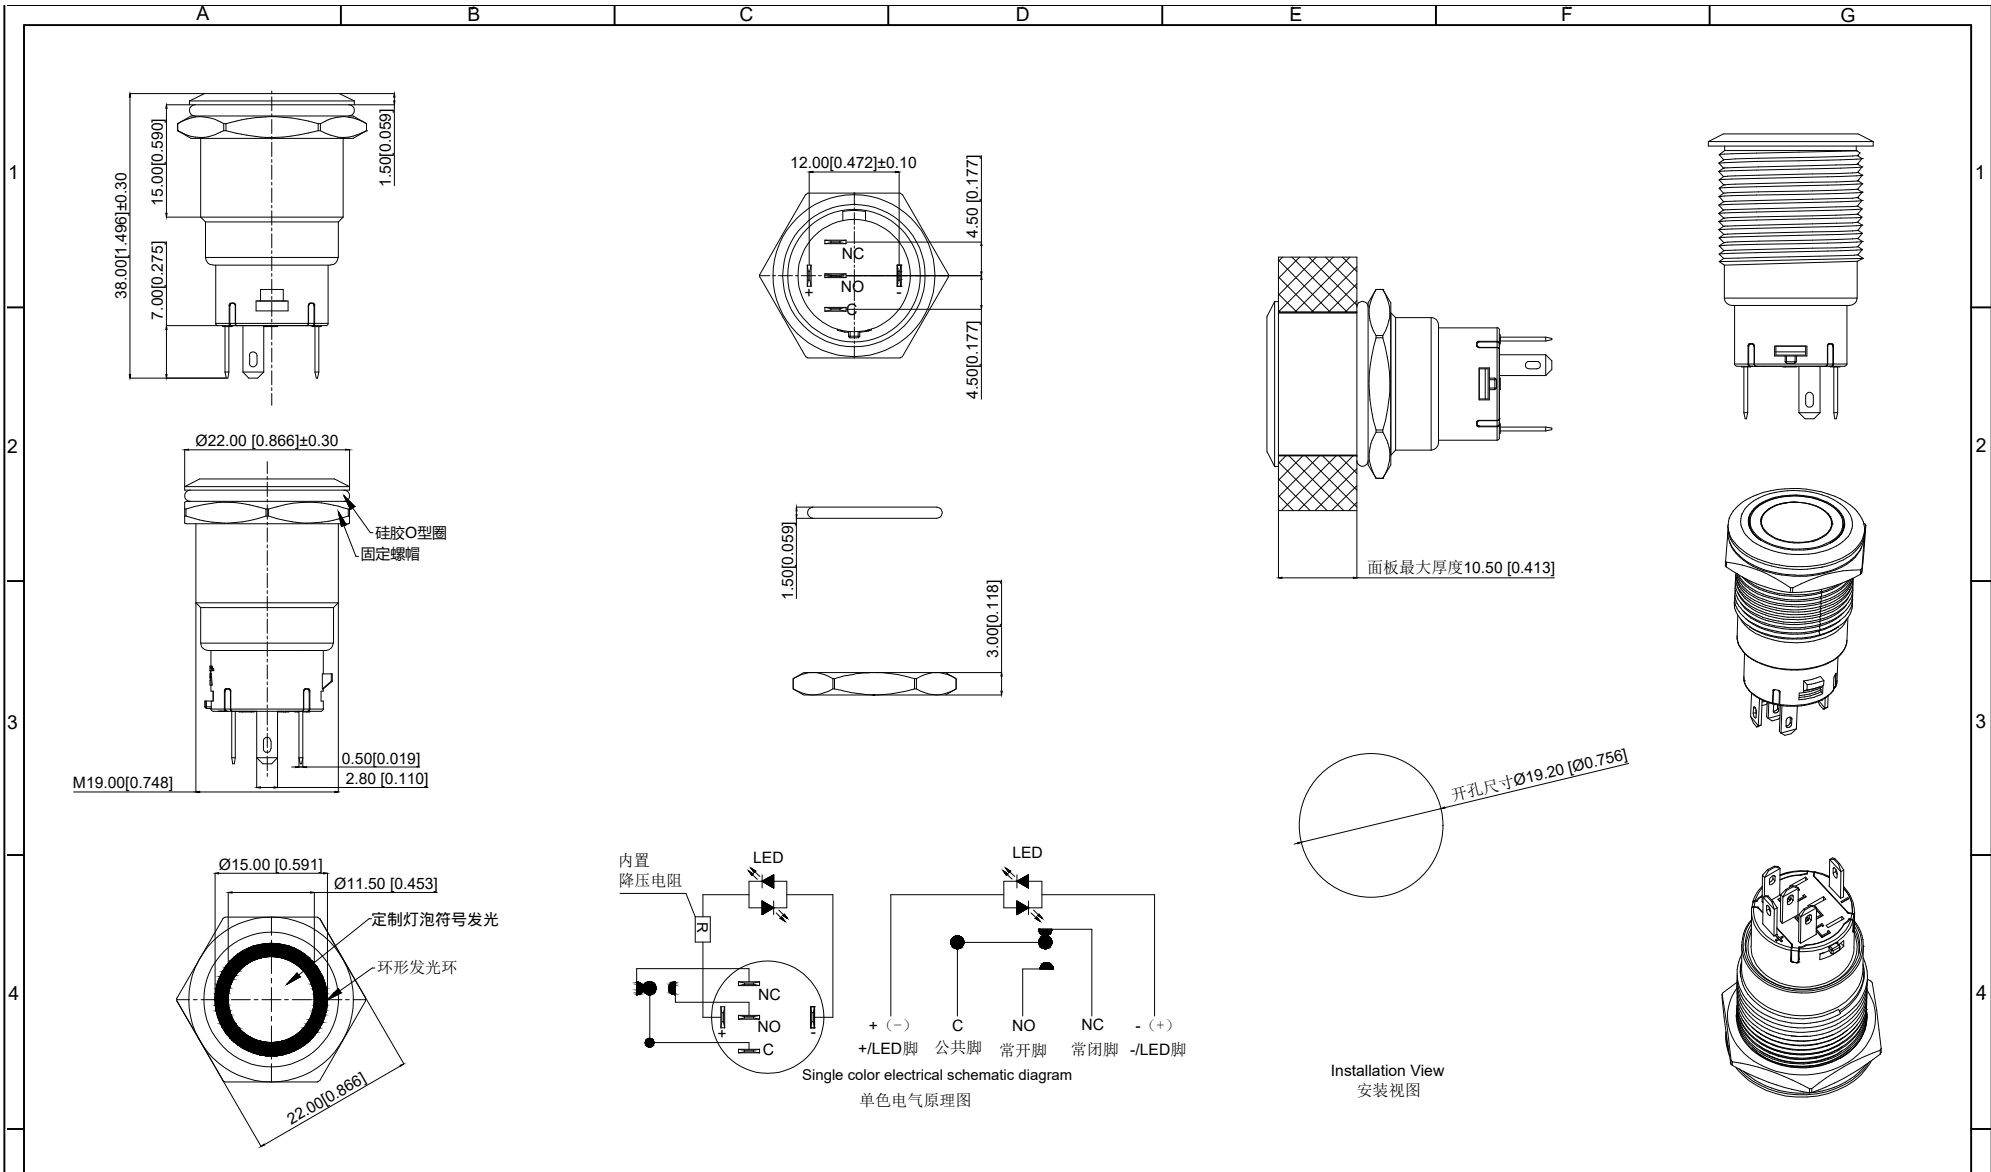 A B C D E F G
1
2
3
4
1
2
3
4
38.00[1.496]±0.30
15.00[0.590]
7.00[0.275]
1.50[0.059]
12.00[0.472]±0.10
4.50 [0.177]
4.50[0.177]
NC
NO
C
+
-
Ø22.00 [0.866]±0.30
硅胶O型圈
固定螺帽
0.50[0.019]
2.80 [0.110]
M19.00[0.748]
1.50[0.059]
3.00[0.118]
面板最大厚度10.50 [0.413]
开孔尺寸Ø19.20 [Ø0.756]
Ø15.00 [0.591]
Ø11.50 [0.453]
定制灯泡符号发光
环形发光环
22.00[0.866]
内置
降压电阻
LED
R
NC
NO
C
+
-
LED
+（-） C NO NC -（+）
+/LED脚 公共脚 常开脚 常闭脚 -/LED脚
Single color electrical schematic diagram
单色电气原理图
Installation View
安装视图